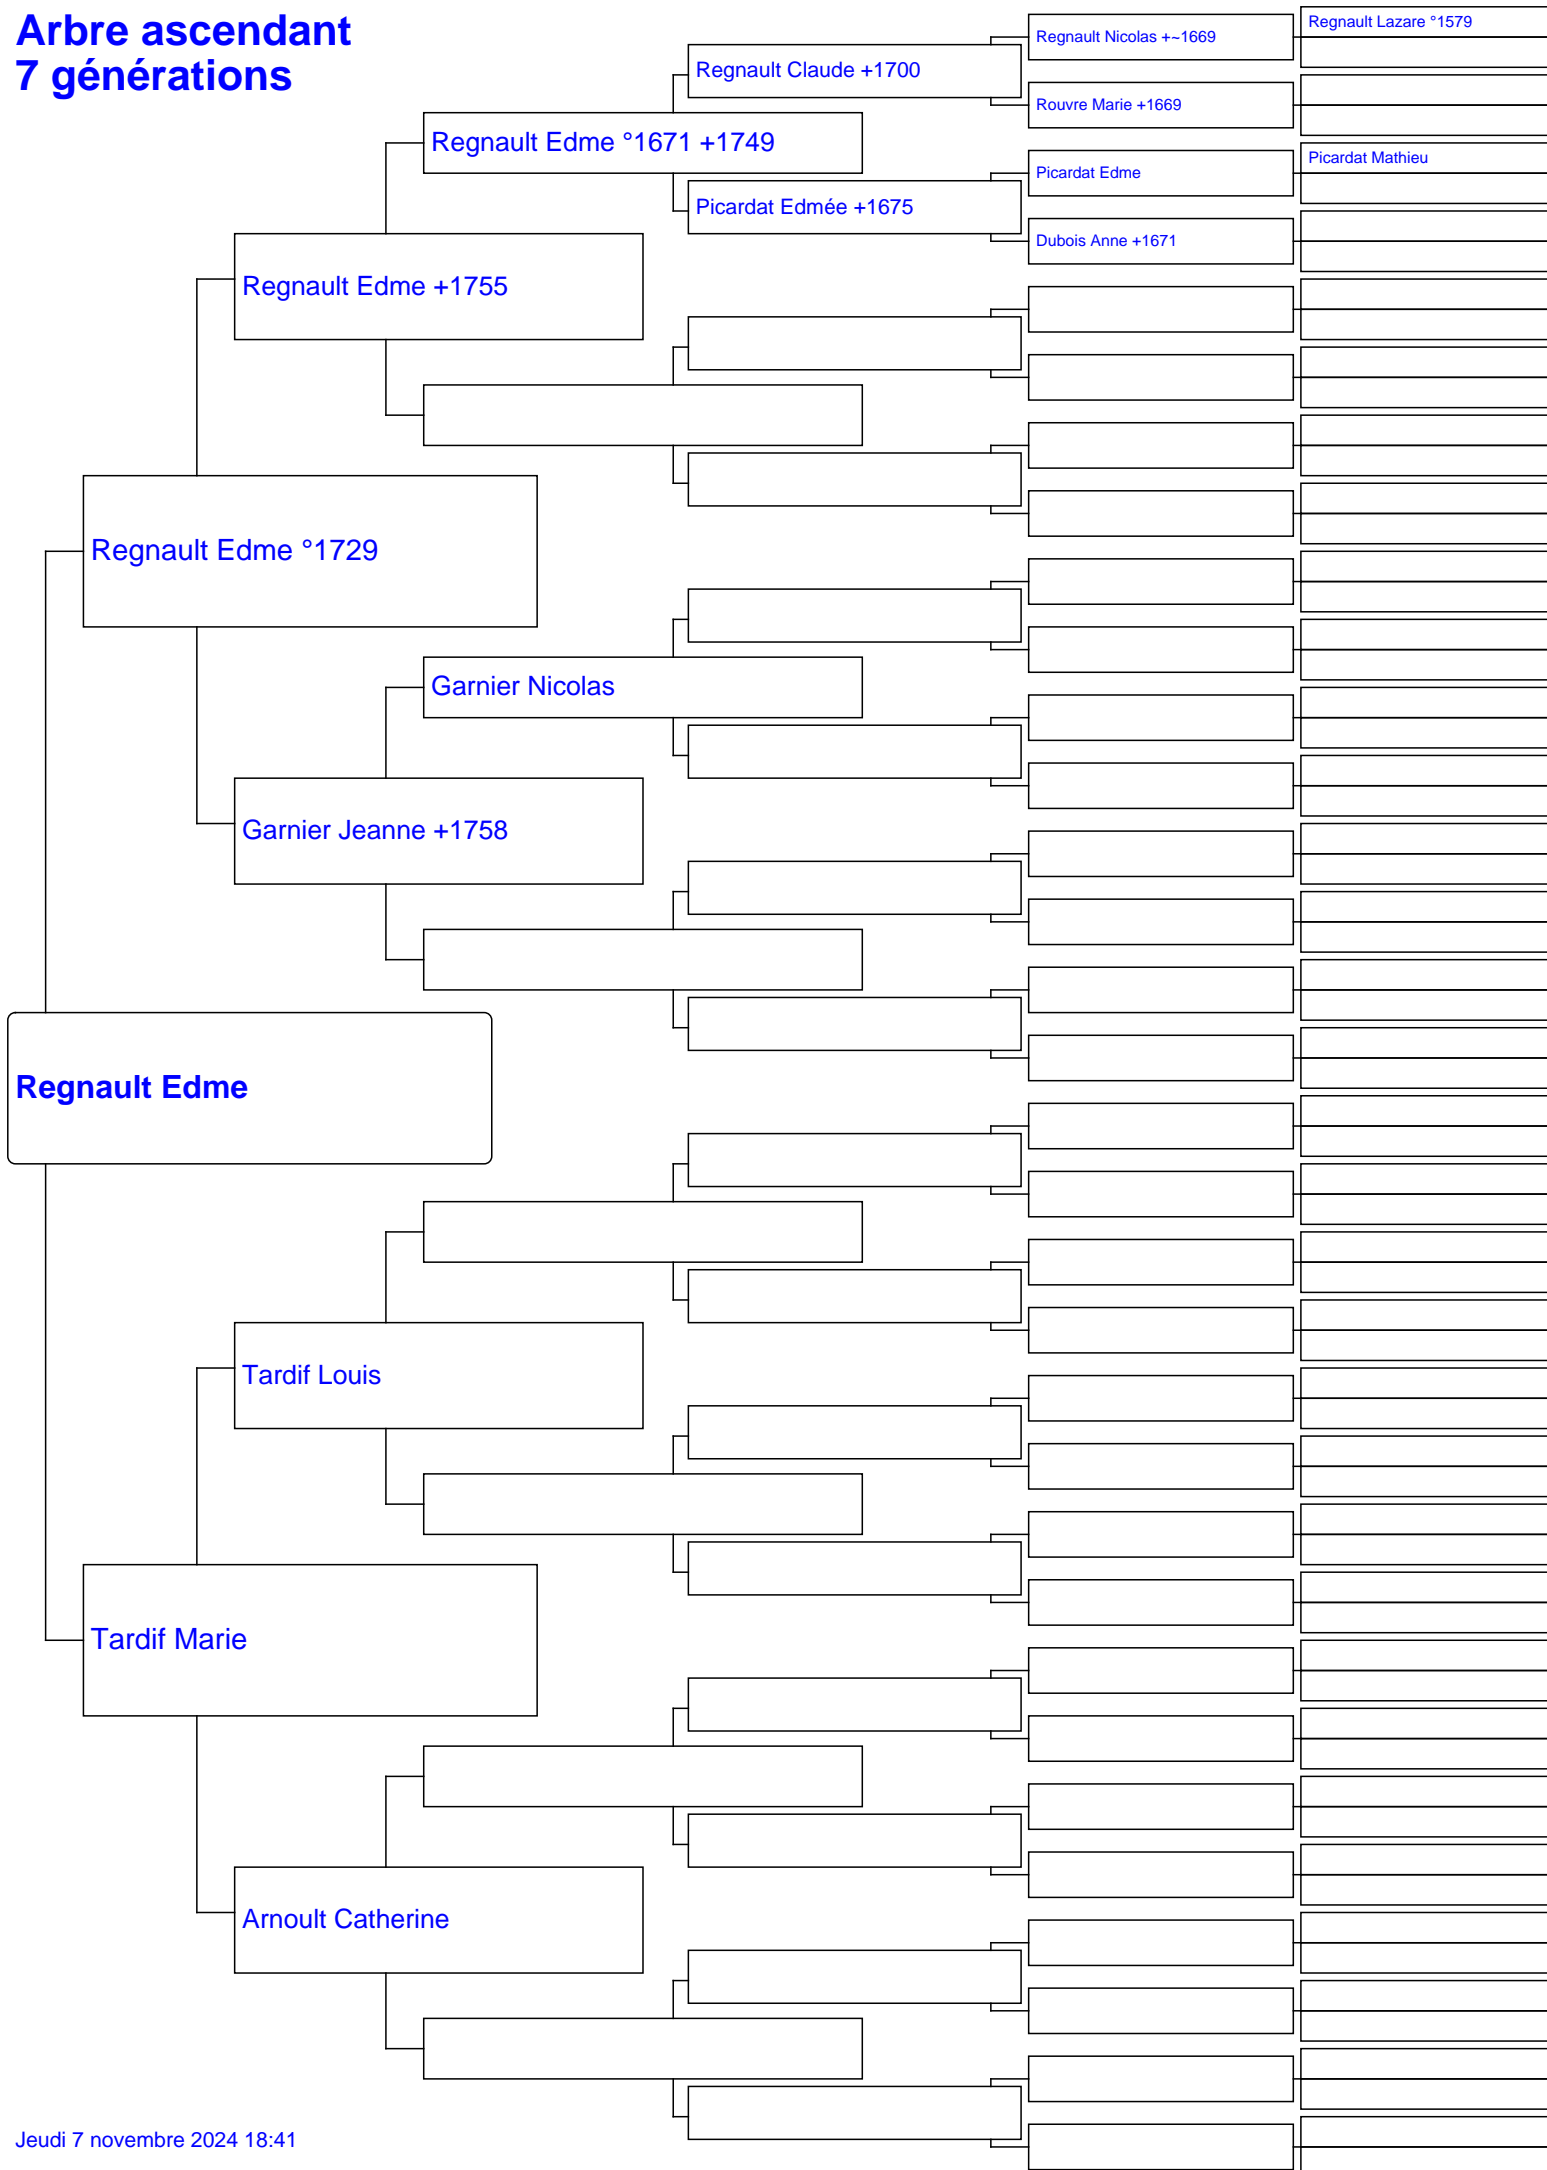 Arbre ascendant
7 générations
Regnault Lazare °1579
Regnault Nicolas +~1669
Regnault Claude +1700
Rouvre Marie +1669
Regnault Edme °1671 +1749
Picardat Mathieu
Picardat Edme
Picardat Edmée +1675
Dubois Anne +1671
Regnault Edme +1755
Regnault Edme °1729
Garnier Nicolas
Garnier Jeanne +1758
Regnault Edme
Tardif Louis
Tardif Marie
Arnoult Catherine
Jeudi 7 novembre 2024 18:41